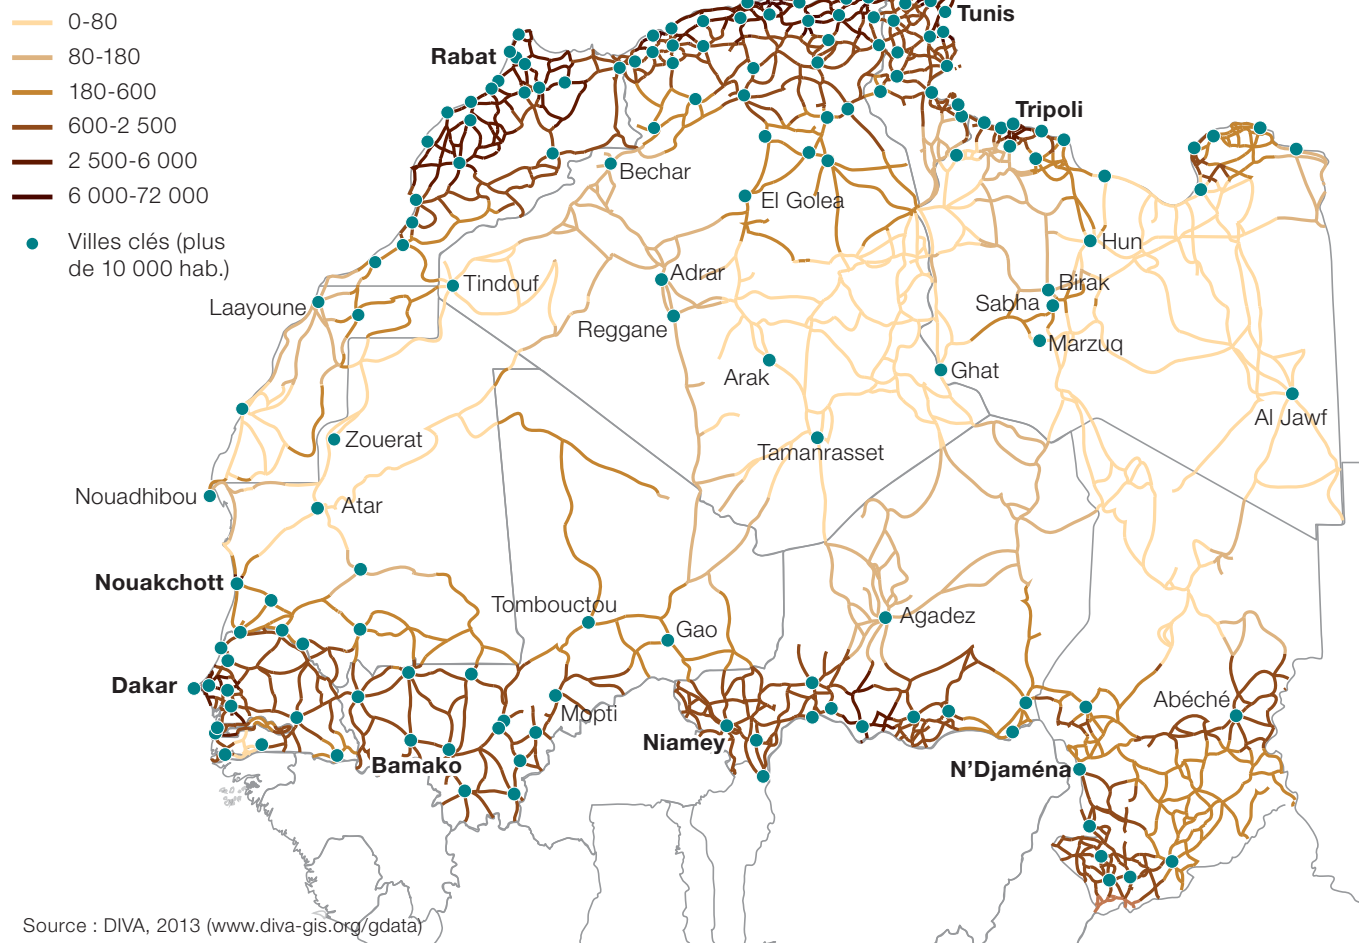 0-80
80-180
180-600
600-2 500
2 500-6 000
6 000-72 000
Villes clés (plus
de 10 000 hab.)
Tunis
Rabat
Tripoli
Bechar
El Golea
Hun
Adrar
Tindouf
Birak
Sabha
Laayoune
Reggane
Marzuq
Ghat
Arak
Al Jawf
Zouerat
Tamanrasset
Nouadhibou
Atar
Nouakchott
Tombouctou
Agadez
Gao
Dakar
Abéché
Mopti
Niamey
Bamako
N'Djaména
Source : DIVA, 2013 (www.diva-gis.org/gdata)